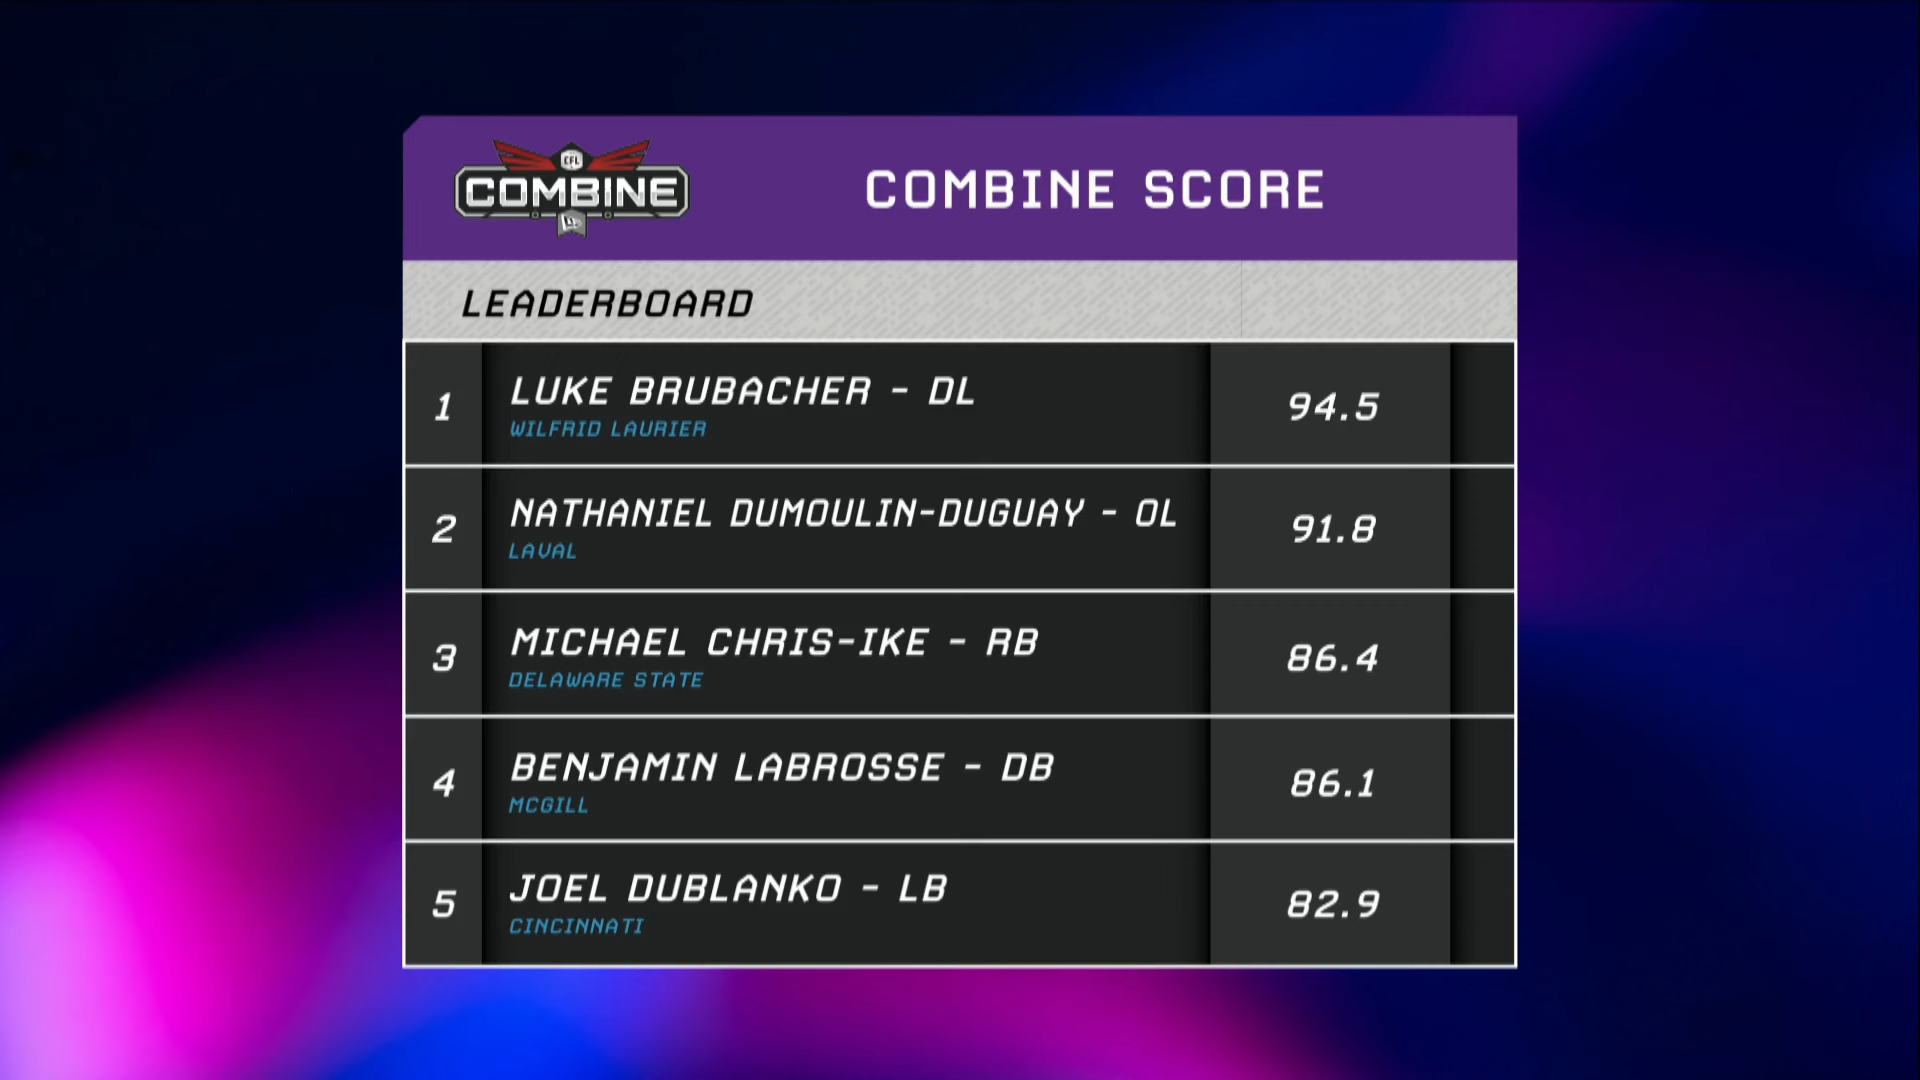 CFL
COMBINE
COMBINE SCORE
LEADERBOARD
1
LUKE BRUBACHER - DL
WILFRID LAURIER
94.5
2
NATHANIEL DUMOULIN-DUGUAY - OL
LAVAL
91.8
3
MICHAEL CHRIS-IKE - RB
DELAWARE STATE
86.4
4
BENJAMIN LABROSSE - DB
MCGILL
86.1
5
JOEL DUBLANKO - LB
CINCINNATI
82.9